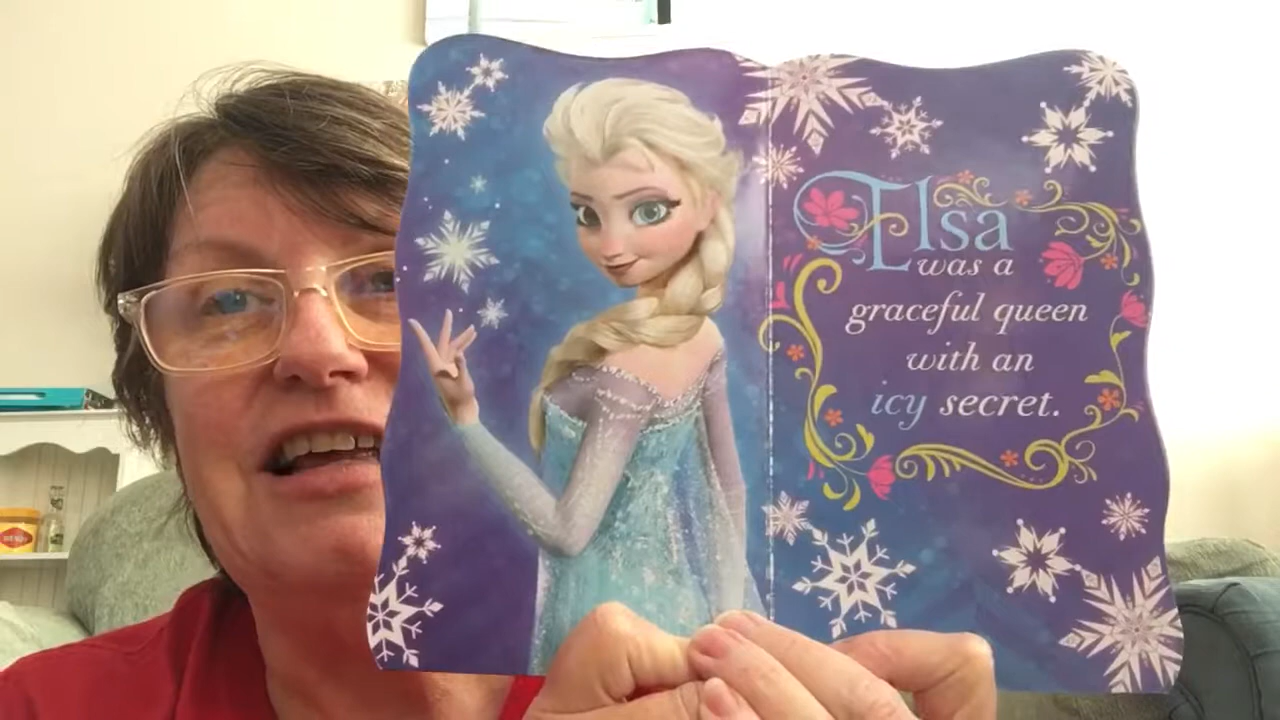 Elsa
was a
graceful queen
with an
icy secret.